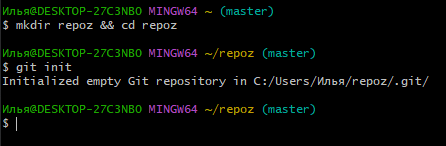 Илья@DESKTOP-27C3NBO MINGW64 ~ (master)
$ mkdir repoz && cd repoz
Илья@DESKTOP-27C3NBO MINGW64 ~/repoz (master)
$ git init
Initialized empty Git repository in C:/Users/Илья/repoz/.git/
Илья@DESKTOP-27C3NBO MINGW64 ~/repoz (master)
$